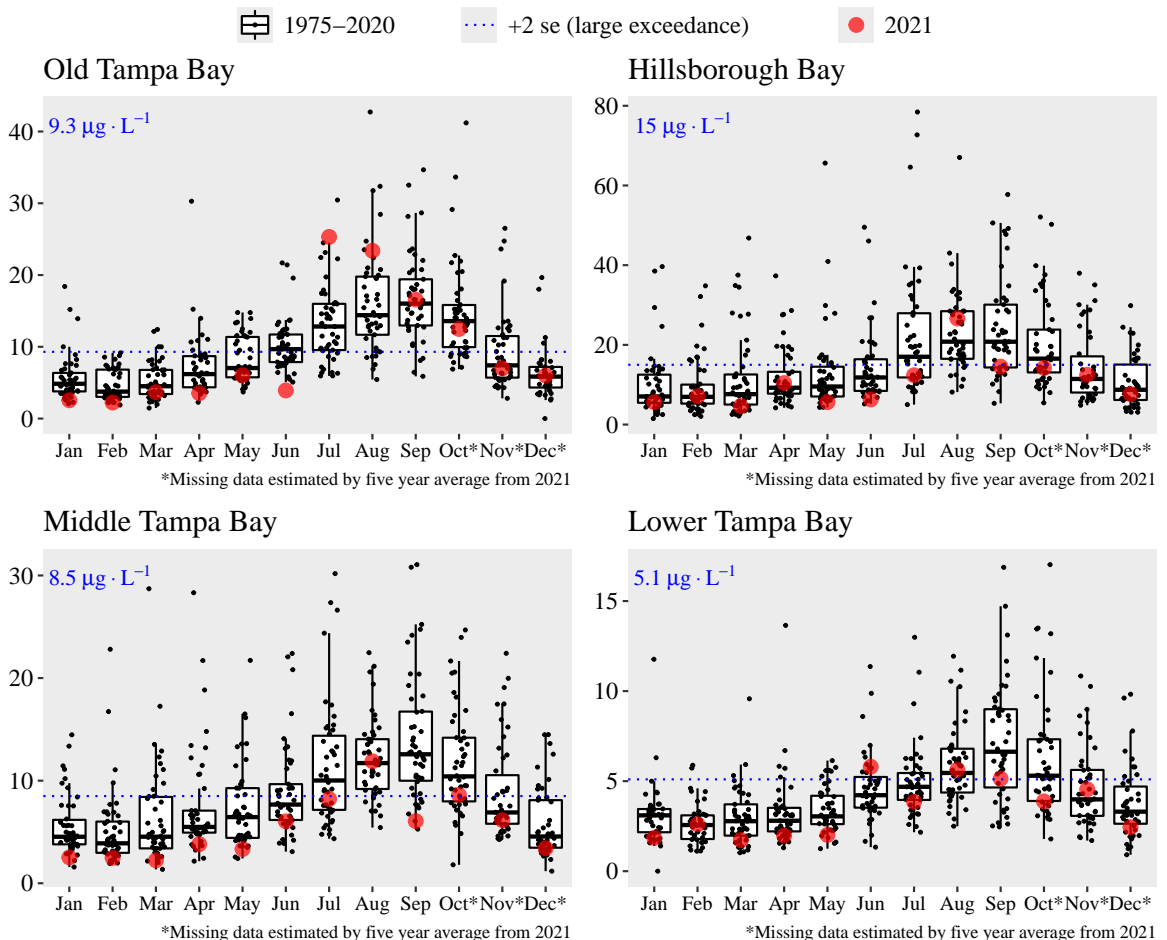 1975–2020 +2 se (large exceedance) 2021
Old Tampa Bay
9.3 µg · L⁻¹
40
30
20
10
0
Jan Feb Mar Apr May Jun Jul Aug Sep Oct* Nov* Dec*
*Missing data estimated by five year average from 2021
Hillsborough Bay
15 µg · L⁻¹
80
60
40
20
0
Jan Feb Mar Apr May Jun Jul Aug Sep Oct* Nov* Dec*
*Missing data estimated by five year average from 2021
Middle Tampa Bay
8.5 µg · L⁻¹
30
20
10
0
Jan Feb Mar Apr May Jun Jul Aug Sep Oct* Nov* Dec*
*Missing data estimated by five year average from 2021
Lower Tampa Bay
5.1 µg · L⁻¹
15
10
5
0
Jan Feb Mar Apr May Jun Jul Aug Sep Oct* Nov* Dec*
*Missing data estimated by five year average from 2021